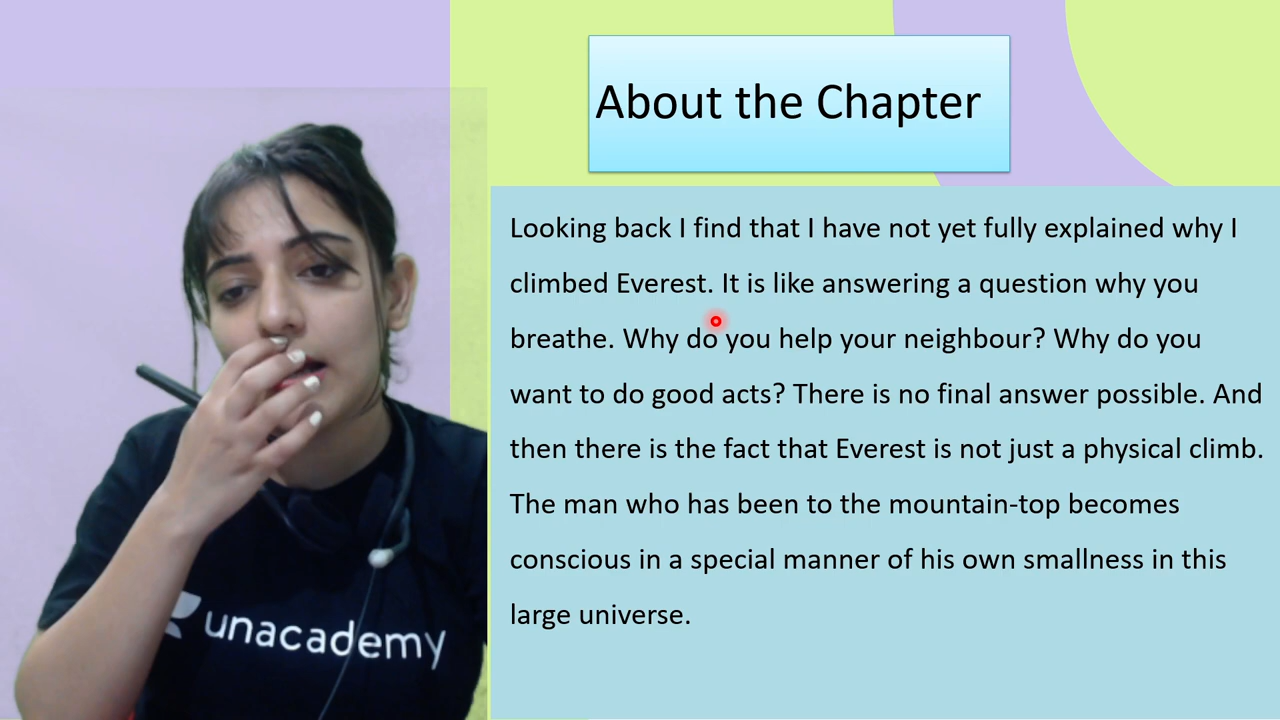 About the Chapter
Looking back I find that I have not yet fully explained why I
climbed Everest. It is like answering a question why you
breathe. Why do you help your neighbour? Why do you
want to do good acts? There is no final answer possible. And
then there is the fact that Everest is not just a physical climb.
The man who has been to the mountain-top becomes
conscious in a special manner of his own smallness in this
large universe.
unacademy